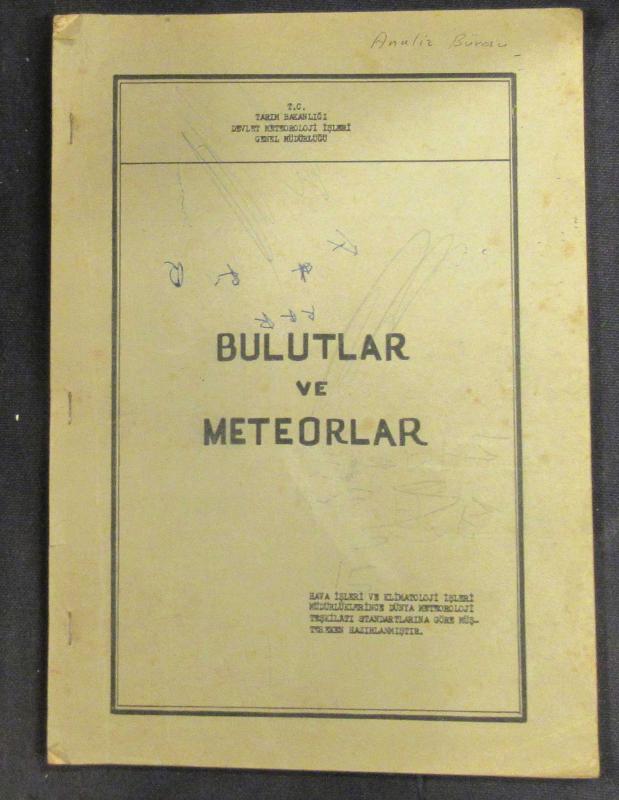 Analiz Bürosu
T.C.
TARIM BAKANLIĞI
DEVLET METEOROLOJİ İŞLERİ
GENEL MÜDÜRLÜĞÜ
BULUTLAR
VE
METEORLAR
HAVA İŞLERİ VE KLİMATOLOJİ İŞLERİ
MÜDÜRLÜKLERİNCE DÜNYA METEOROLOJİ
TEŞKİLATI STANDARTLARINA GÖRE MÜŞ-
TEREKEN HAZIRLANMIŞTIR.